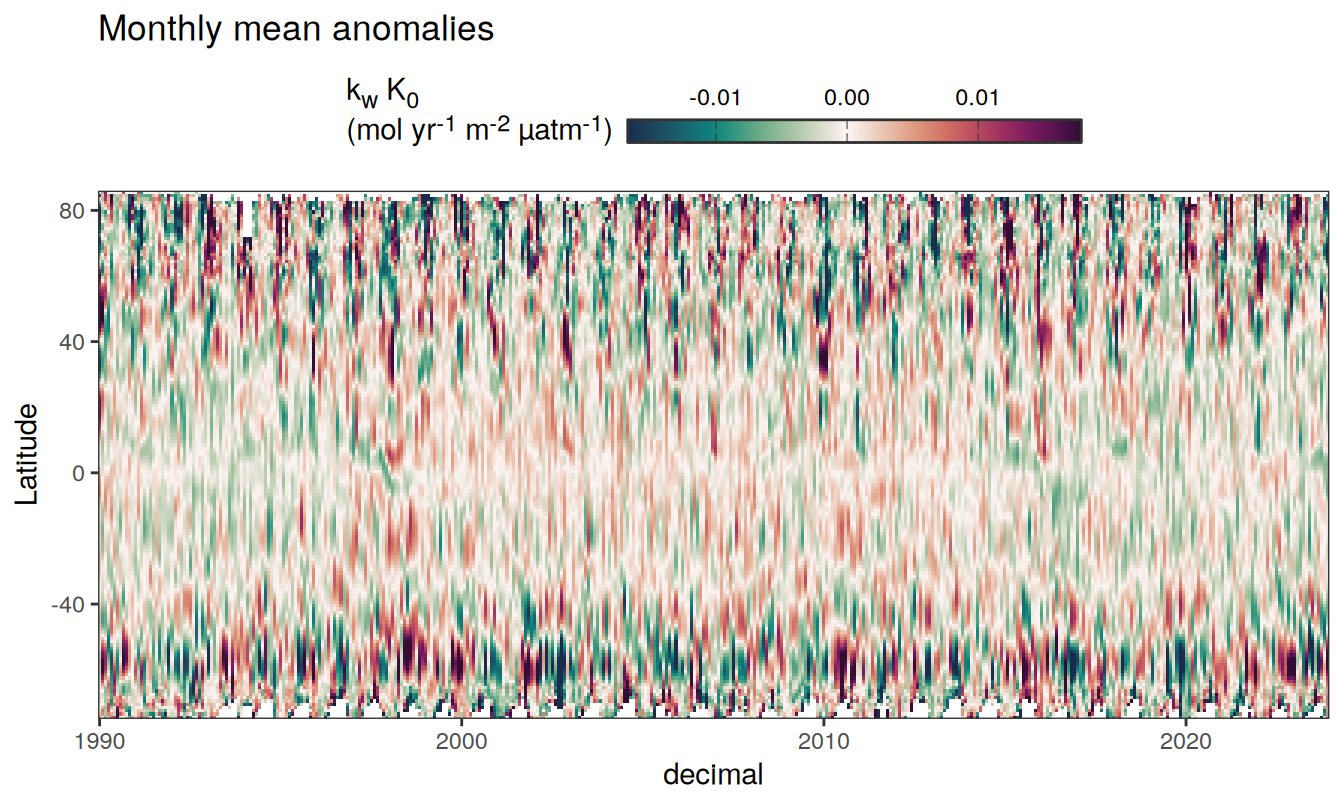 Monthly mean anomalies
k_w K_0
(mol yr⁻¹ m⁻² µatm⁻¹)
-0.01 0.00 0.01
80
40
0
-40
Latitude
1990 2000 2010 2020
decimal